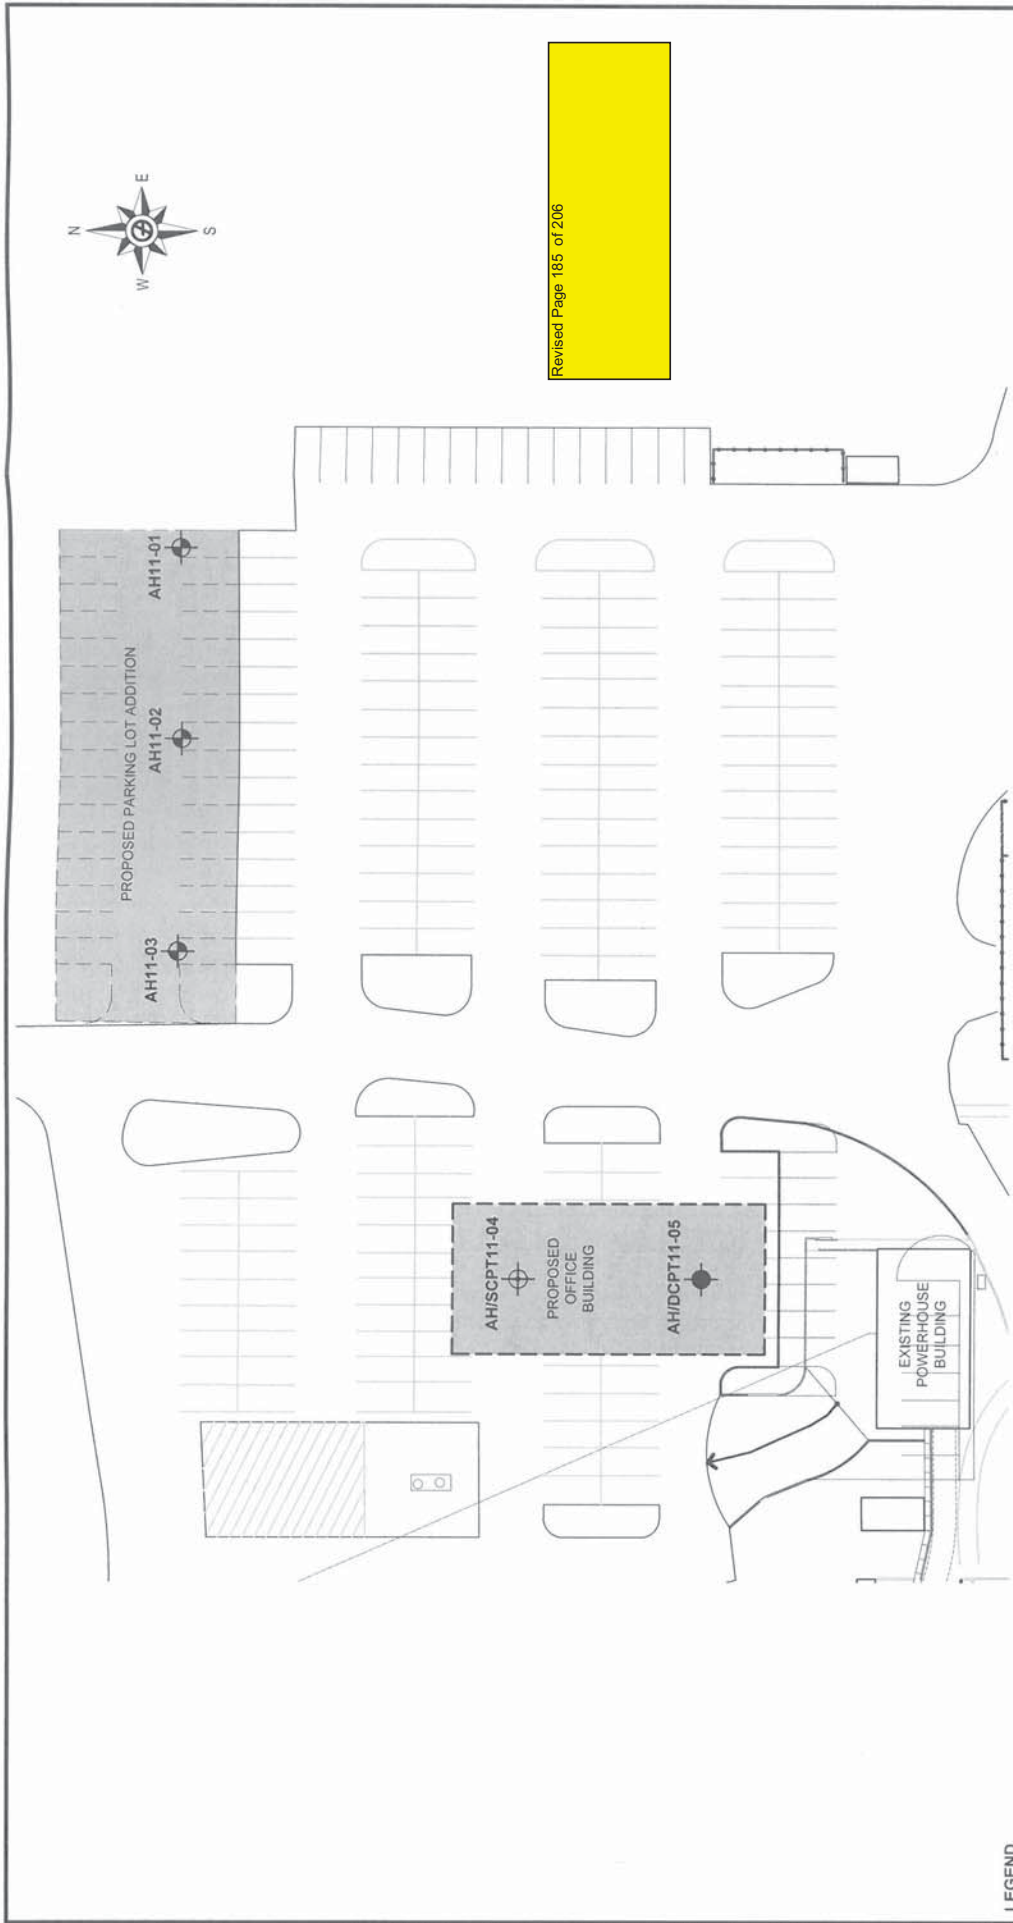 N
E
W
S
Revised Page 185 of 206
AH11-01
AH11-02
AH11-03
PROPOSED PARKING LOT ADDITION
AH/SCPT11-04
PROPOSED
OFFICE
BUILDING
AH/DCPT11-05
EXISTING
POWERHOUSE
BUILDING
LEGEND